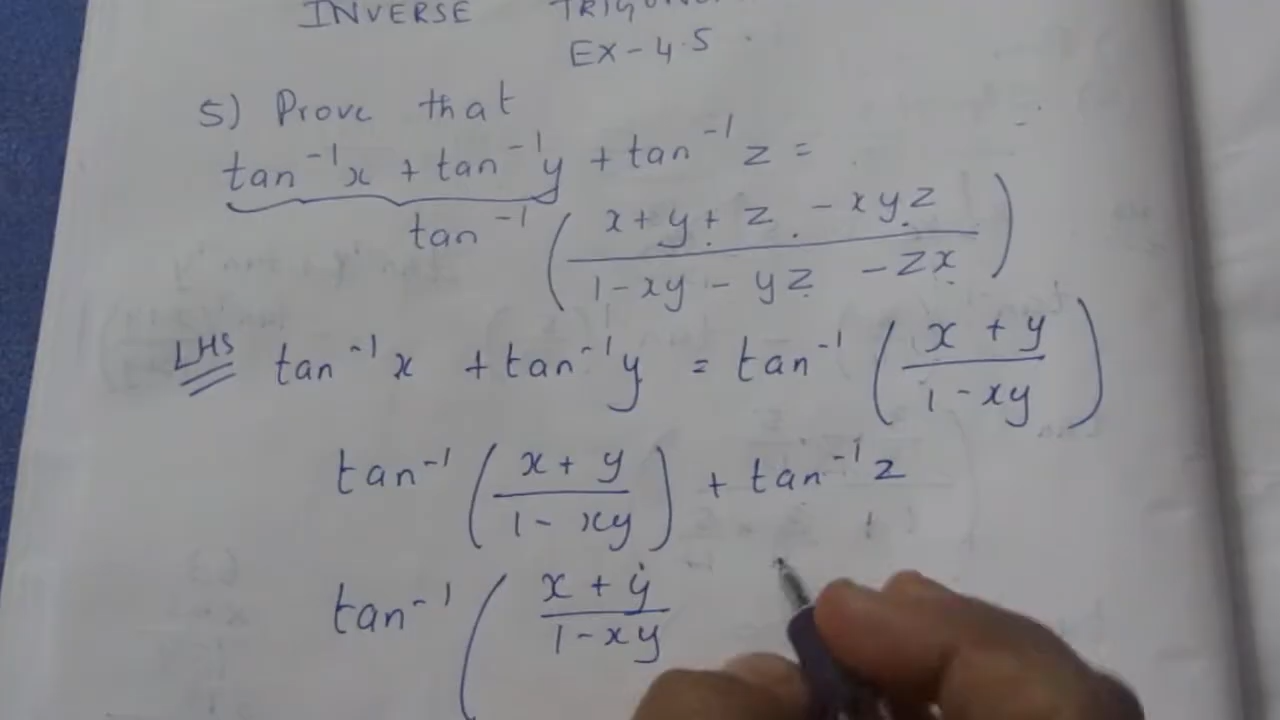 INVERSE
EX - 4.5
5) Prove that
tan⁻¹x + tan⁻¹y + tan⁻¹z =
tan⁻¹ ( x + y + z - xyz / 1 - xy - yz - zx )
LHS tan⁻¹x + tan⁻¹y = tan⁻¹ ( x + y / 1 - xy )
tan⁻¹ ( x + y / 1 - xy ) + tan⁻¹z
tan⁻¹ ( x + y / 1 - xy